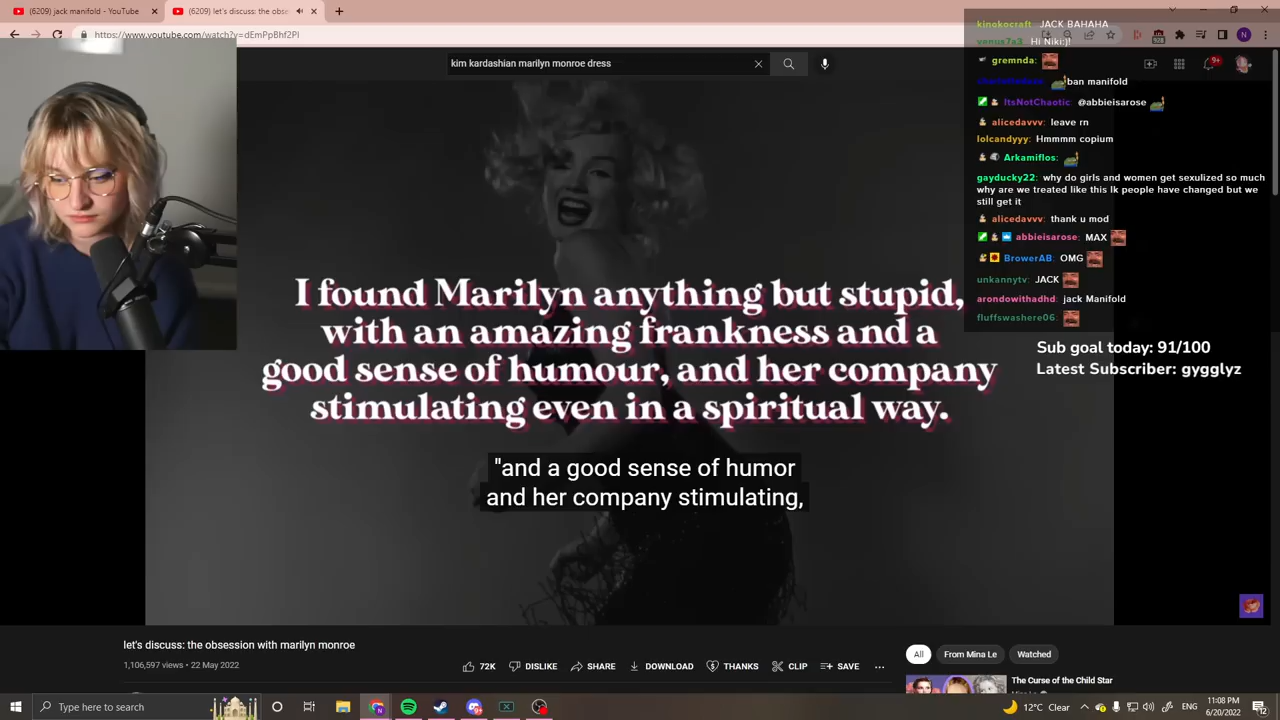 (6209) jack manifold - YouTube
(6209) let's discuss: the obse
https://www.youtube.com/watch?v=dEmPpBhf2PI
kim kardashian marilyn monroe dress
9+
kinokocraft: JACK BAHAHA
venus7a3: Hi Niki:)!
gremnda:
ban manifold
ItsNotChaotic: @abbieisarose
alicedavvv: leave rn
lolcandyyy: Hmmmm copium
Arkamiflos:
gayducky22: why do girls and women get sexulized so much
why are we treated like this Ik people have changed but we
still get it
alicedavvv: thank u mod
abbieisarose: MAX
BrowerAB: OMG
unkannytv: JACK
arondowithadhd: jack Manifold
fluffswashere06:
Sub goal today: 91/100
Latest Subscriber: gygglyz
I found Marilyn anything but stupid,
with an amazing frankness and a
good sense of humour, and her company
stimulating even in a spiritual way.
"and a good sense of humor
and her company stimulating,
let's discuss: the obsession with marilyn monroe
1,106,597 views • 22 May 2022
72K DISLIKE SHARE DOWNLOAD THANKS CLIP SAVE
All From Mina Le Watched
The Curse of the Child Star
Mina Le
Type here to search
12°C Clear
11:08 PM
6/20/2022
12